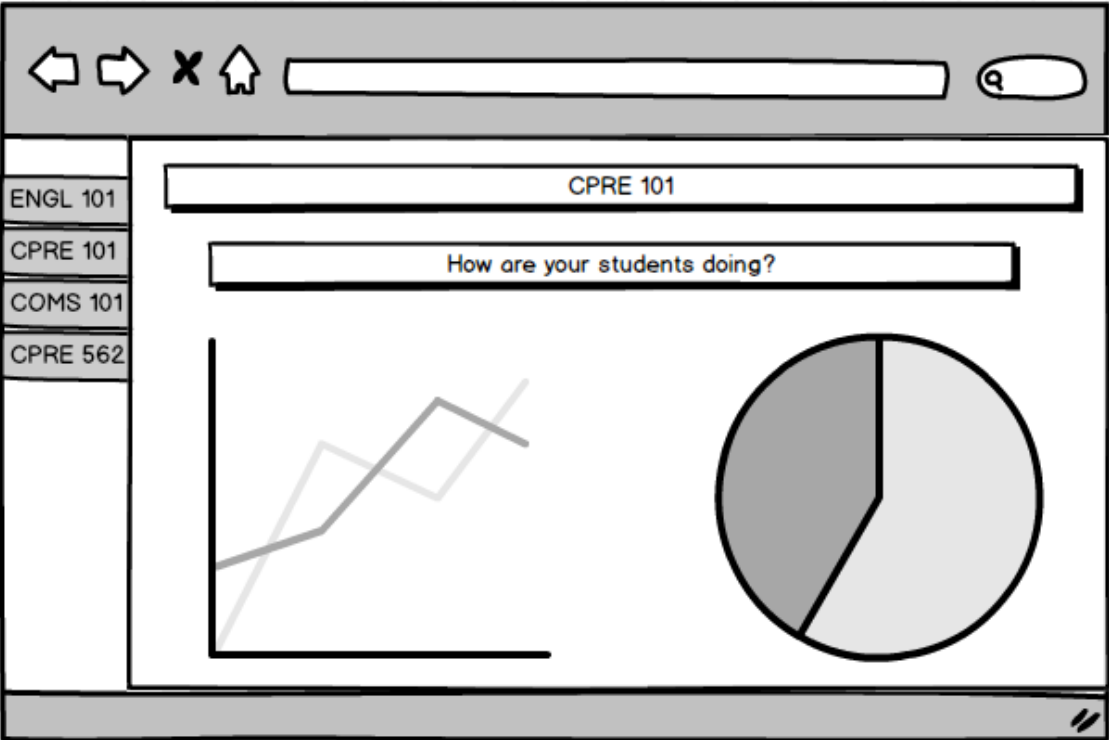 CPRE 101
How are your students doing?
ENGL 101
CPRE 101
COMS 101
CPRE 562